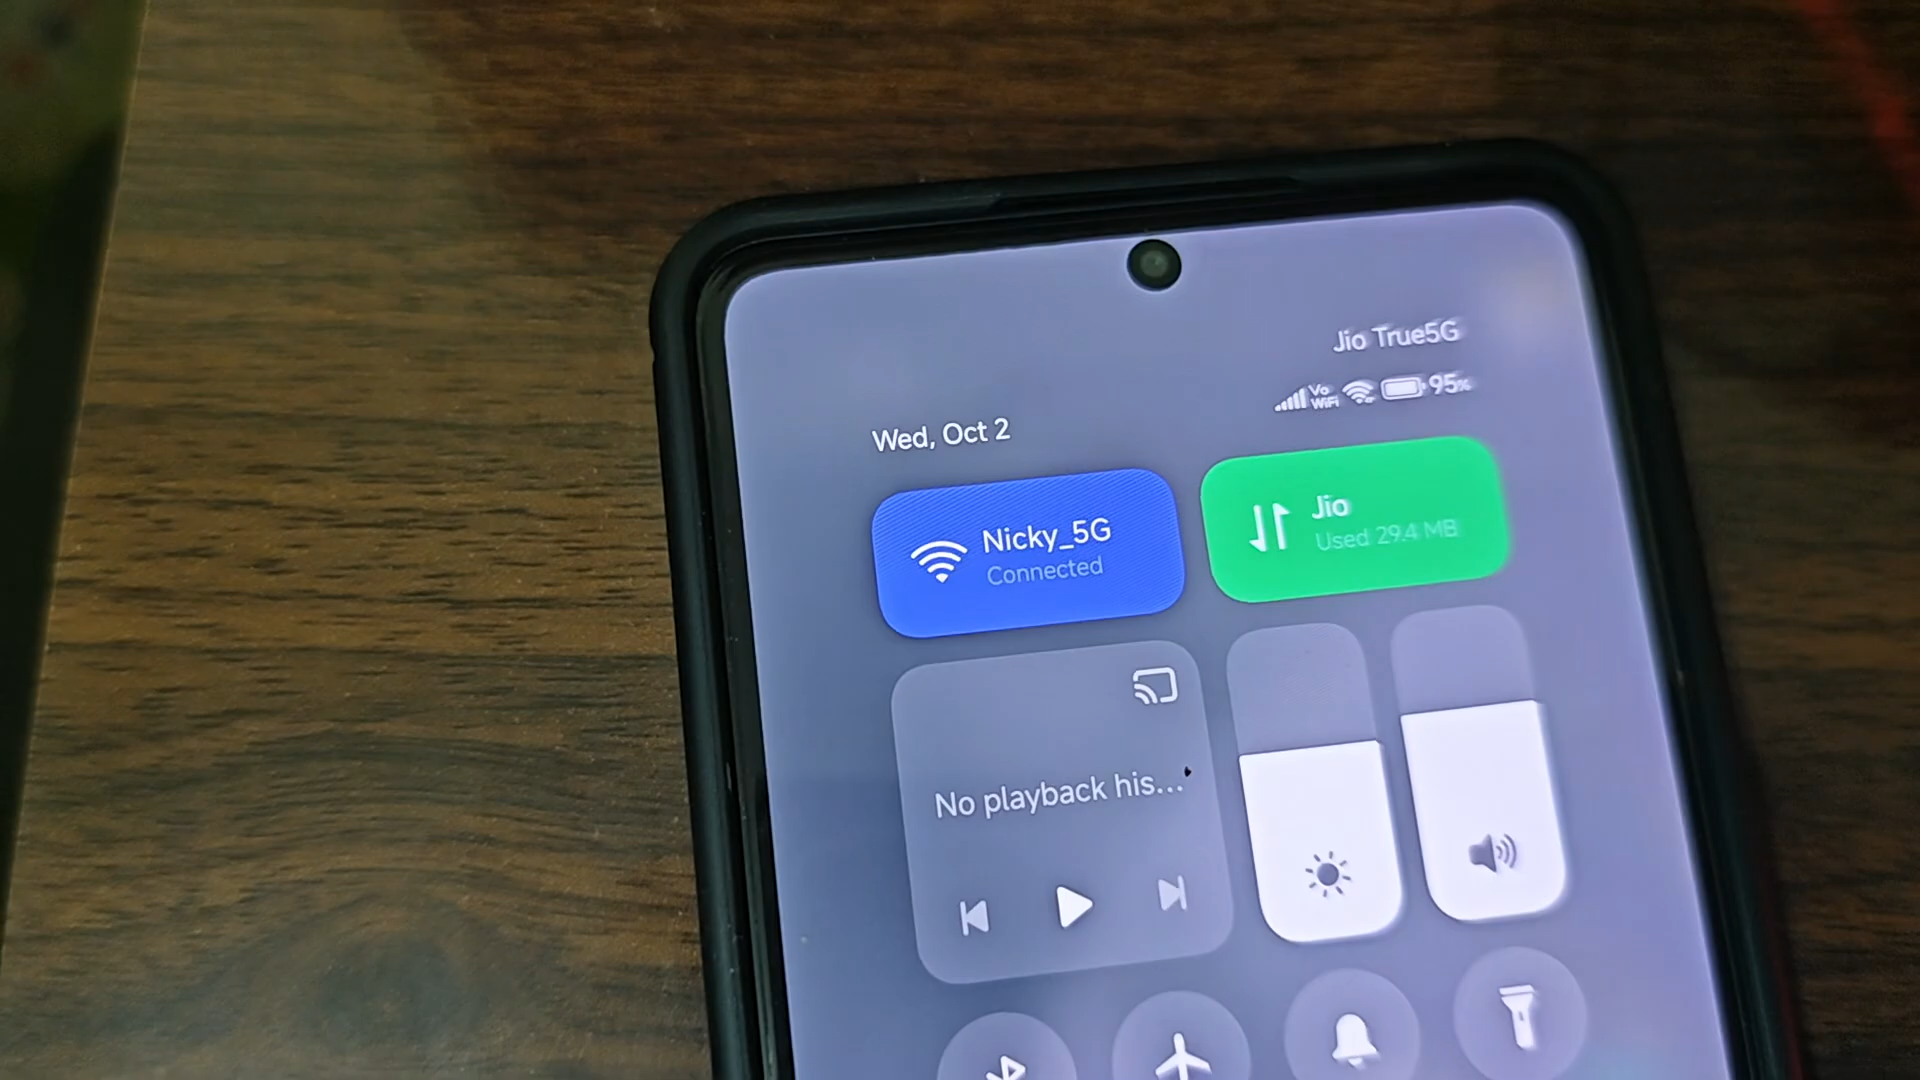 Jio True5G
Vo
WiFi
95%
Wed, Oct 2
Nicky_5G
Connected
Jio
Used 29.4 MB
No playback his...